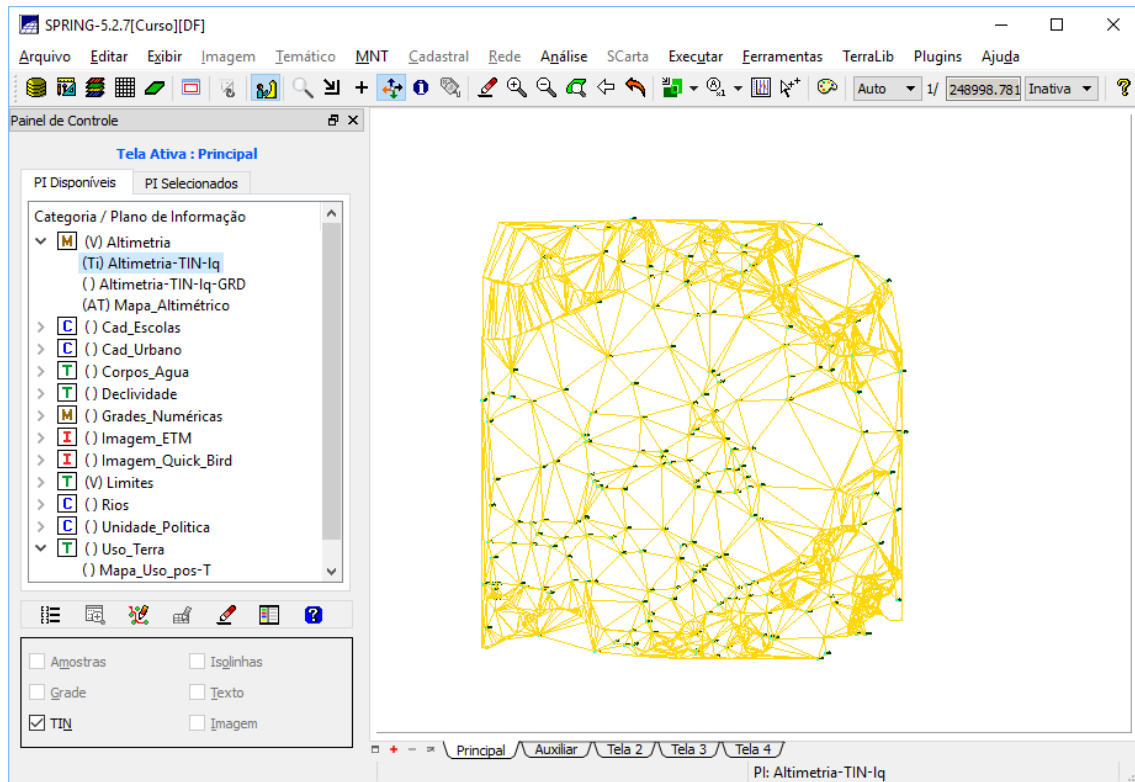 SPRING-5.2.7[Curso][DF]
Arquivo Editar Exibir Imagem Temático MNT Cadastral Rede Análise SCarta Executar Ferramentas TerraLib Plugins Ajuda
Auto 1/ 248998.781 Inativa
Painel de Controle
Tela Ativa : Principal
PI Disponíveis PI Selecionados
Categoria / Plano de Informação
M (V) Altimetria
(Ti) Altimetria-TIN-Iq
( ) Altimetria-TIN-Iq-GRD
(AT) Mapa_Altimétrico
C ( ) Cad_Escolas
C ( ) Cad_Urbano
T ( ) Corpos_Agua
T ( ) Declividade
M ( ) Grades_Numéricas
I ( ) Imagem_ETM
I ( ) Imagem_Quick_Bird
T (V) Limites
C ( ) Rios
C ( ) Unidade_Politica
T ( ) Uso_Terra
( ) Mapa_Uso_pos-T
Amostras Isolinhas
Grade Texto
TIN Imagem
Principal Auxiliar Tela 2 Tela 3 Tela 4
PI: Altimetria-TIN-Iq